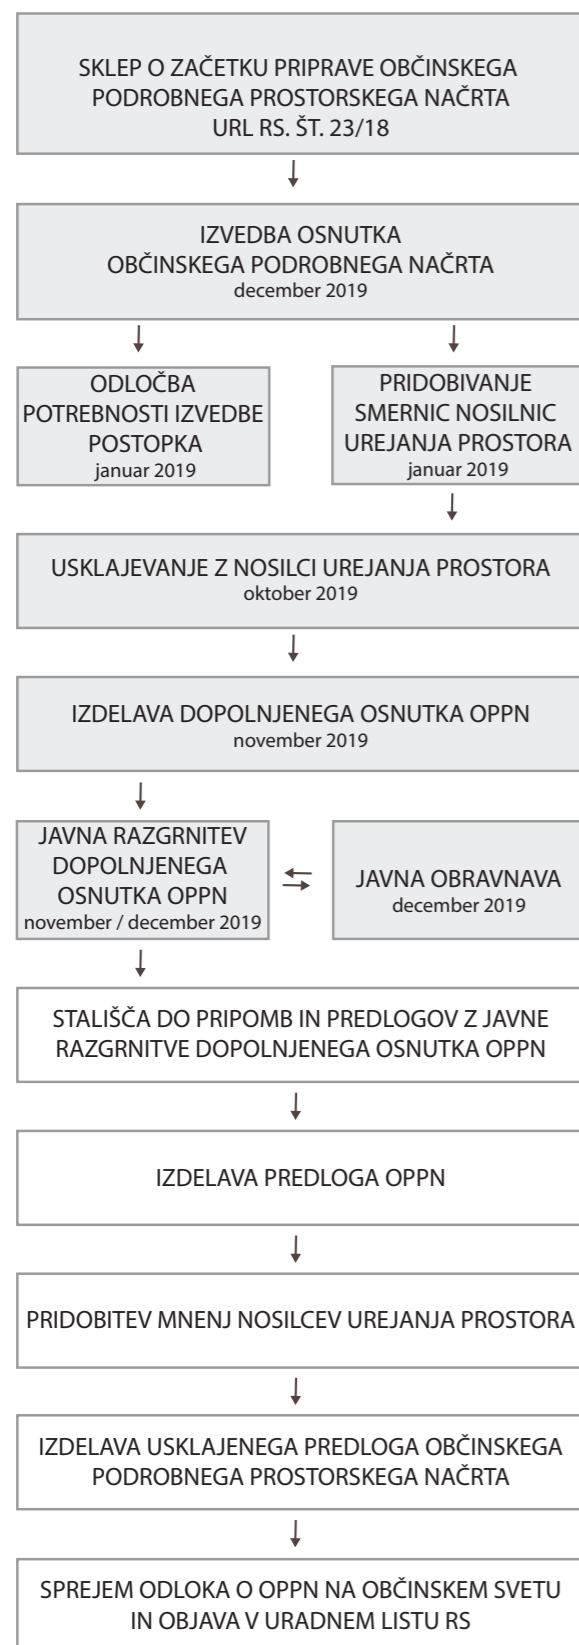 SKLEP O ZAČETKU PRIPRAVE OBČINSKEGA
PODROBNEGA PROSTORSKEGA NAČRTA
URL RS. ŠT. 23/18
IZVEDBA OSNUTKA
OBČINSKEGA PODROBNEGA NAČRTA
december 2019
ODLOČBA
POTREBNOSTI IZVEDBE
POSTOPKA
januar 2019
PRIDOBIVANJE
SMERNIC NOSILNIC
UREJANJA PROSTORA
januar 2019
USKLAJEVANJE Z NOSILCI UREJANJA PROSTORA
oktober 2019
IZDELAVA DOPOLNJENEGA OSNUTKA OPPN
november 2019
JAVNA RAZGRNITEV
DOPOLNJENEGA
OSNUTKA OPPN
november / december 2019
JAVNA OBRAVNAVA
december 2019
STALIŠČA DO PRIPOMB IN PREDLOGOV Z JAVNE
RAZGRNITVE DOPOLNJENEGA OSNUTKA OPPN
IZDELAVA PREDLOGA OPPN
PRIDOBITEV MNENJ NOSILCEV UREJANJA PROSTORA
IZDELAVA USKLAJENEGA PREDLOGA OBČINSKEGA
PODROBNEGA PROSTORSKEGA NAČRTA
SPREJEM ODLOKA O OPPN NA OBČINSKEM SVETU
IN OBJAVA V URADNEM LISTU RS